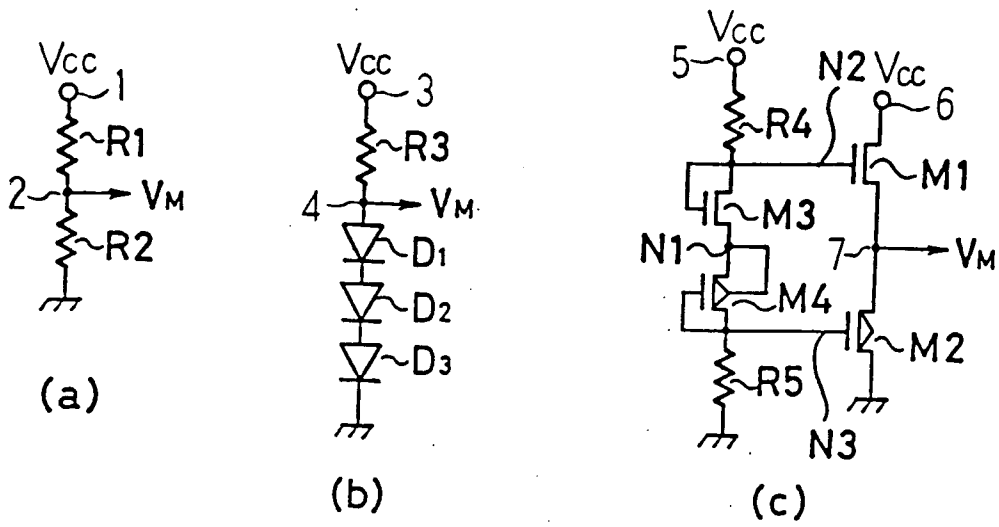 Vcc
1
R1
2
VM
R2
(a)
Vcc
3
R3
4
VM
D1
D2
D3
(b)
Vcc
5
R4
N2
Vcc
6
M1
M3
N1
7
VM
M4
M2
R5
N3
(c)